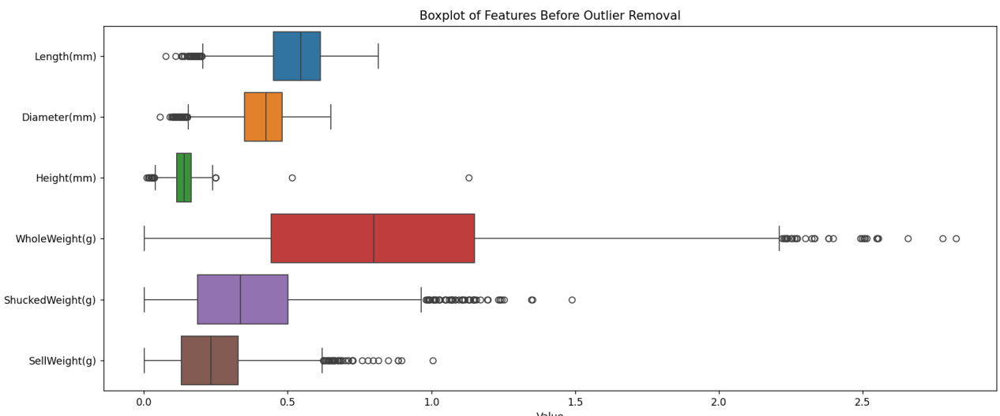 Boxplot of Features Before Outlier Removal
Length(mm)
Diameter(mm)
Height(mm)
WholeWeight(g)
ShuckedWeight(g)
SellWeight(g)
0.0 0.5 1.0 1.5 2.0 2.5
Value